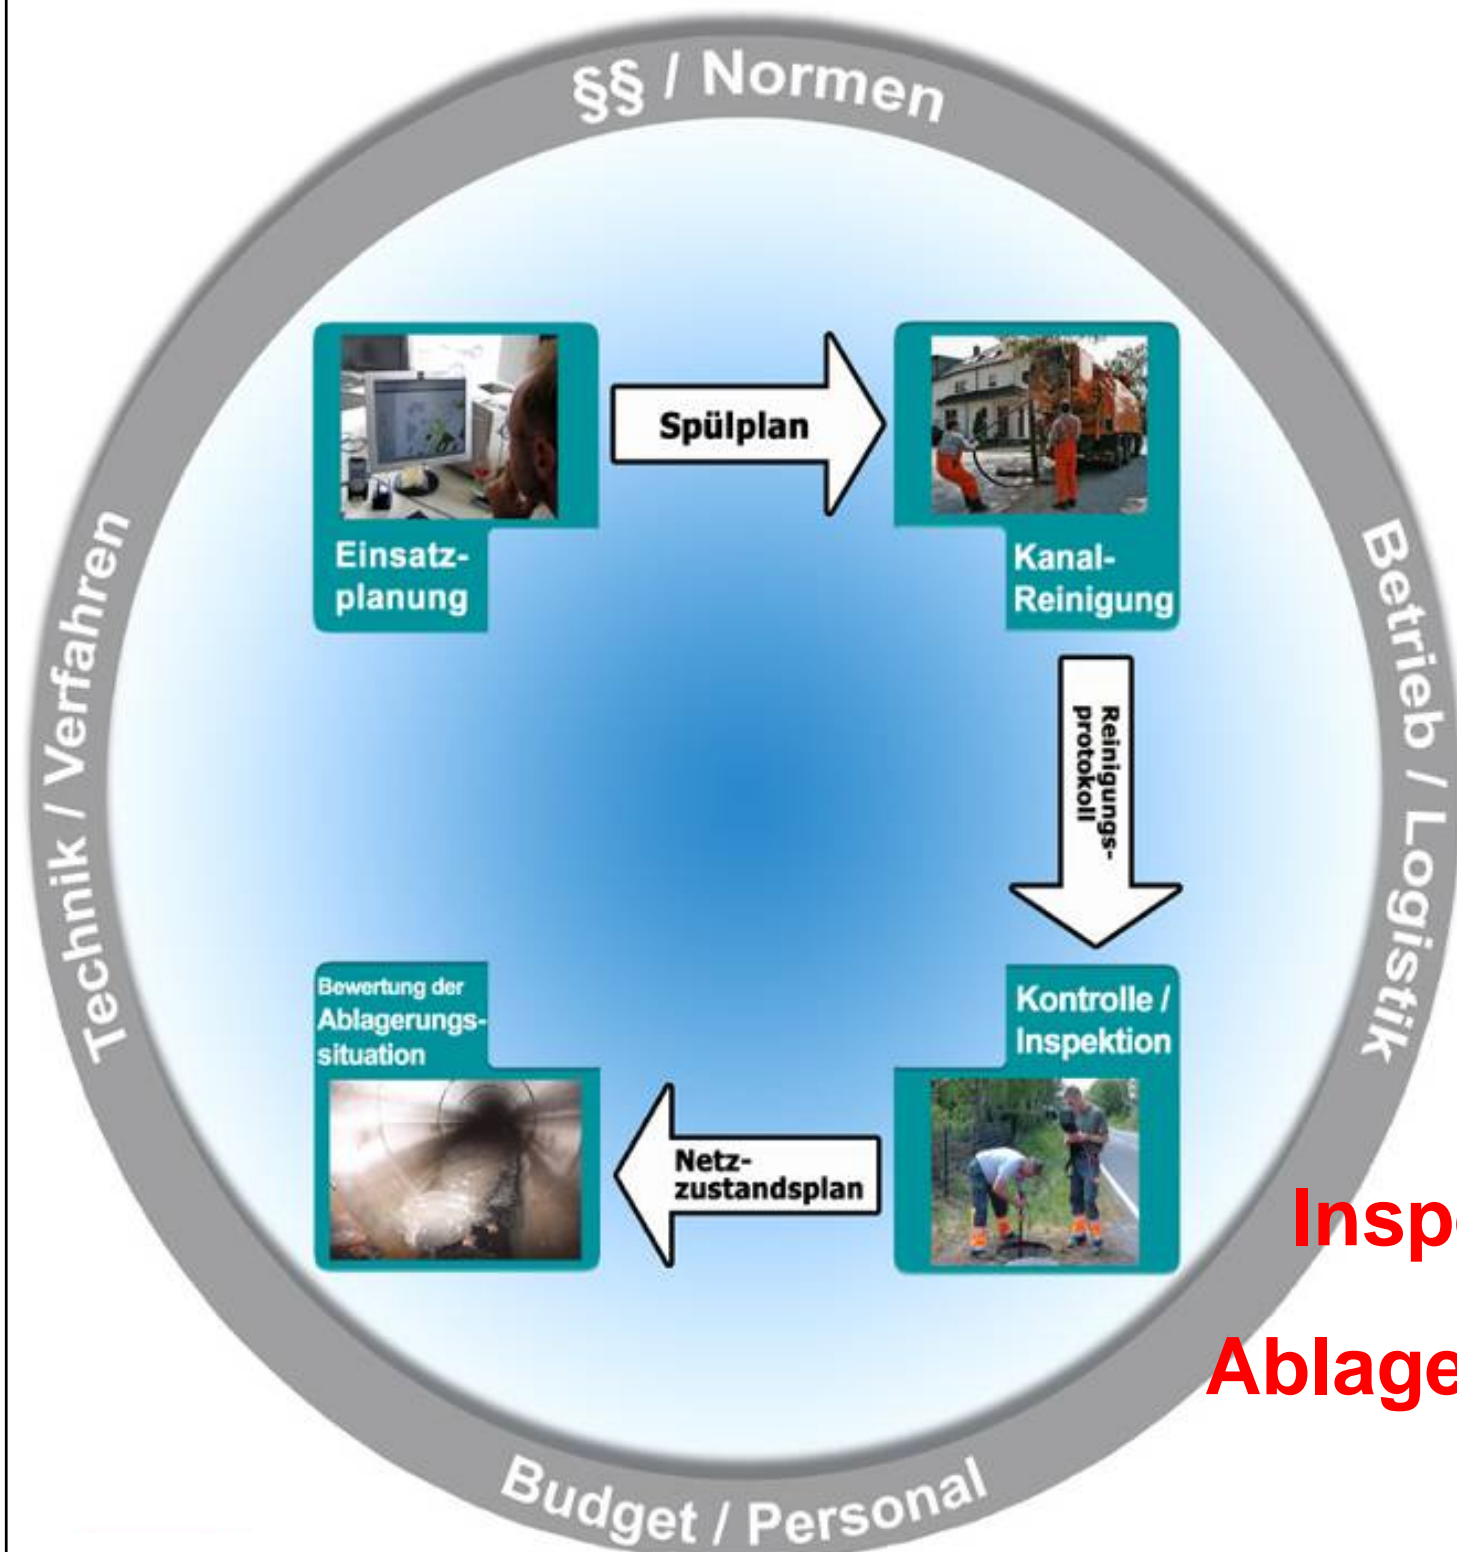 §§ / Normen
Technik / Verfahren
Betrieb / Logistik
Einsatz-
planung
Spülplan
Kanal-
Reinigung
Reinigungs-
protokoll
Kontrolle /
Inspektion
Netz-
zustandsplan
Bewertung der
Ablagerungs-
situation
Budget / Personal